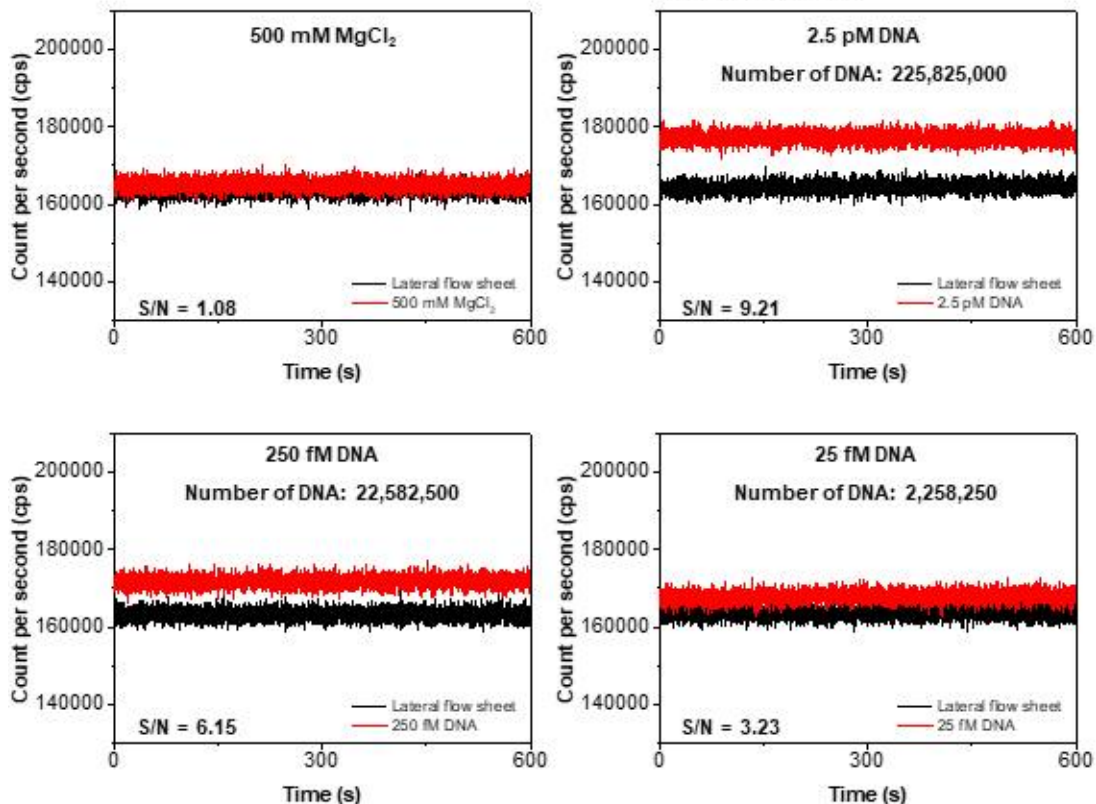 500 mM MgCl₂
Count per second (cps)
200000
180000
160000
140000
Lateral flow sheet
500 mM MgCl₂
S/N = 1.08
0
300
600
Time (s)
2.5 pM DNA
Number of DNA: 225,825,000
Count per second (cps)
200000
180000
160000
140000
Lateral flow sheet
2.5 pM DNA
S/N = 9.21
0
300
600
Time (s)
250 fM DNA
Number of DNA: 22,582,500
Count per second (cps)
200000
180000
160000
140000
Lateral flow sheet
250 fM DNA
S/N = 6.15
0
300
600
Time (s)
25 fM DNA
Number of DNA: 2,258,250
Count per second (cps)
200000
180000
160000
140000
Lateral flow sheet
25 fM DNA
S/N = 3.23
0
300
600
Time (s)